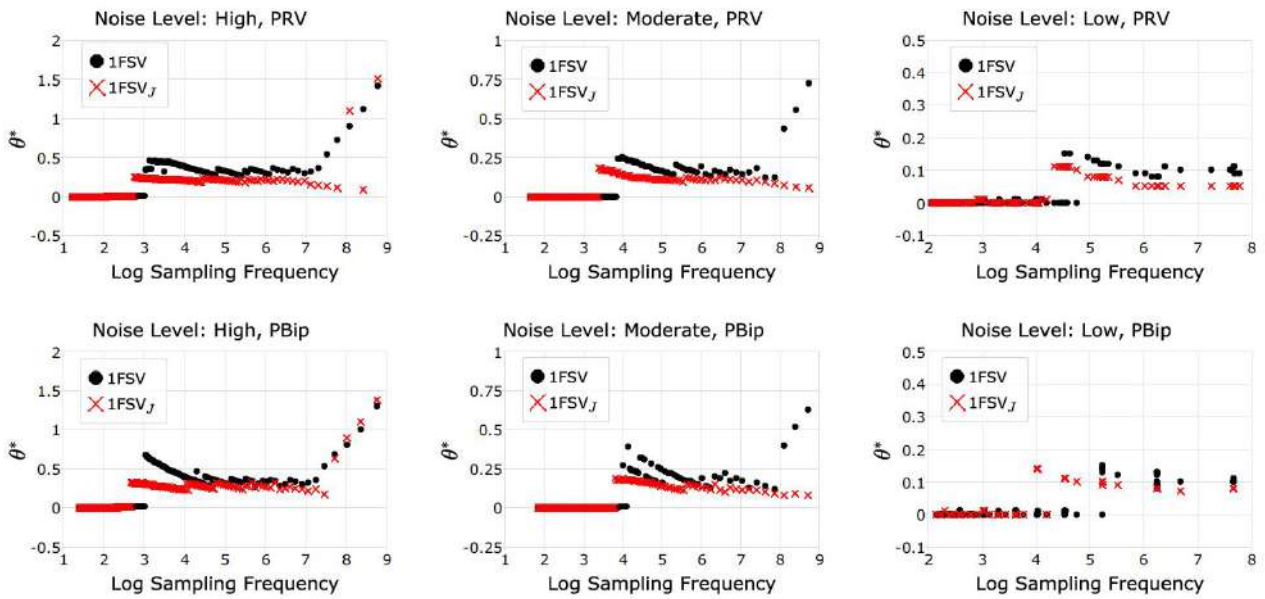 Noise Level: High, PRV
2
1.5
1
0.5
0
-0.5
θ*
1FSV
1FSV_J
1 2 3 4 5 6 7 8 9
Log Sampling Frequency
Noise Level: Moderate, PRV
1
0.75
0.5
0.25
0
-0.25
θ*
1FSV
1FSV_J
2 3 4 5 6 7 8 9
Log Sampling Frequency
Noise Level: Low, PRV
0.5
0.4
0.3
0.2
0.1
0
-0.1
θ*
1FSV
1FSV_J
2 3 4 5 6 7 8
Log Sampling Frequency
Noise Level: High, PBip
2
1.5
1
0.5
0
-0.5
θ*
1FSV
1FSV_J
1 2 3 4 5 6 7 8 9
Log Sampling Frequency
Noise Level: Moderate, PBip
1
0.75
0.5
0.25
0
-0.25
θ*
1FSV
1FSV_J
1 2 3 4 5 6 7 8 9
Log Sampling Frequency
Noise Level: Low, PBip
0.5
0.4
0.3
0.2
0.1
0
-0.1
θ*
1FSV
1FSV_J
2 3 4 5 6 7 8
Log Sampling Frequency